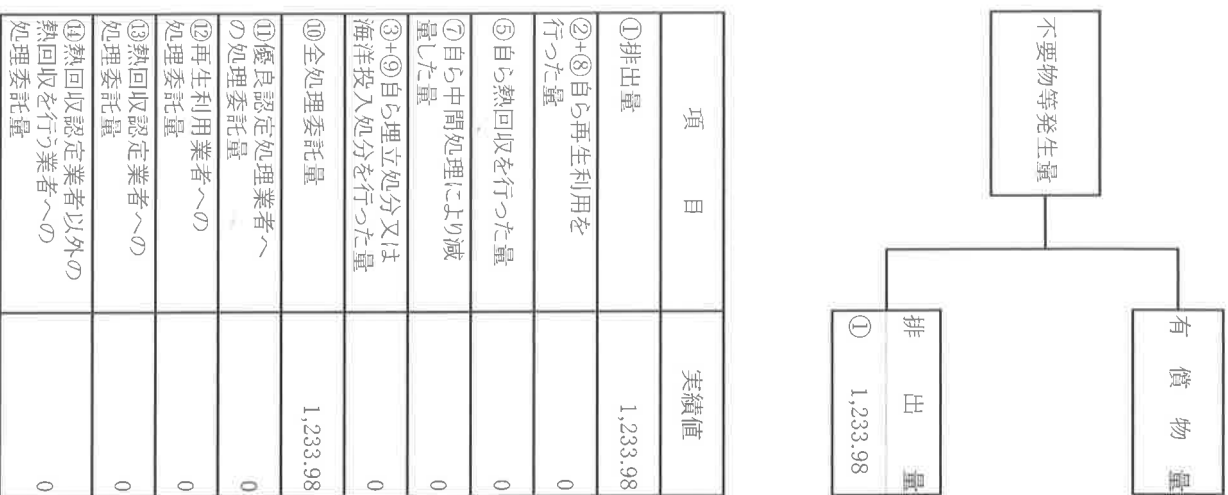 不要物等発生量
有償物量
排出量
① 1,233.98
項目 実績値
①排出量 1,233.98
②+⑧自ら再生利用を
行った量 0
⑤自ら熱回収を行った量 0
⑦自ら中間処理により減
量した量 0
③+⑨自ら埋立処分又は
海洋投入処分を行った量 0
⑩全処理委託量 1,233.98
⑪優良認定処理業者へ
の処理委託量 0
⑫再生利用業者への
処理委託量 0
⑬熱回収認定業者への
処理委託量 0
⑭熱回収認定業者以外の
熱回収を行う業者への
処理委託量 0